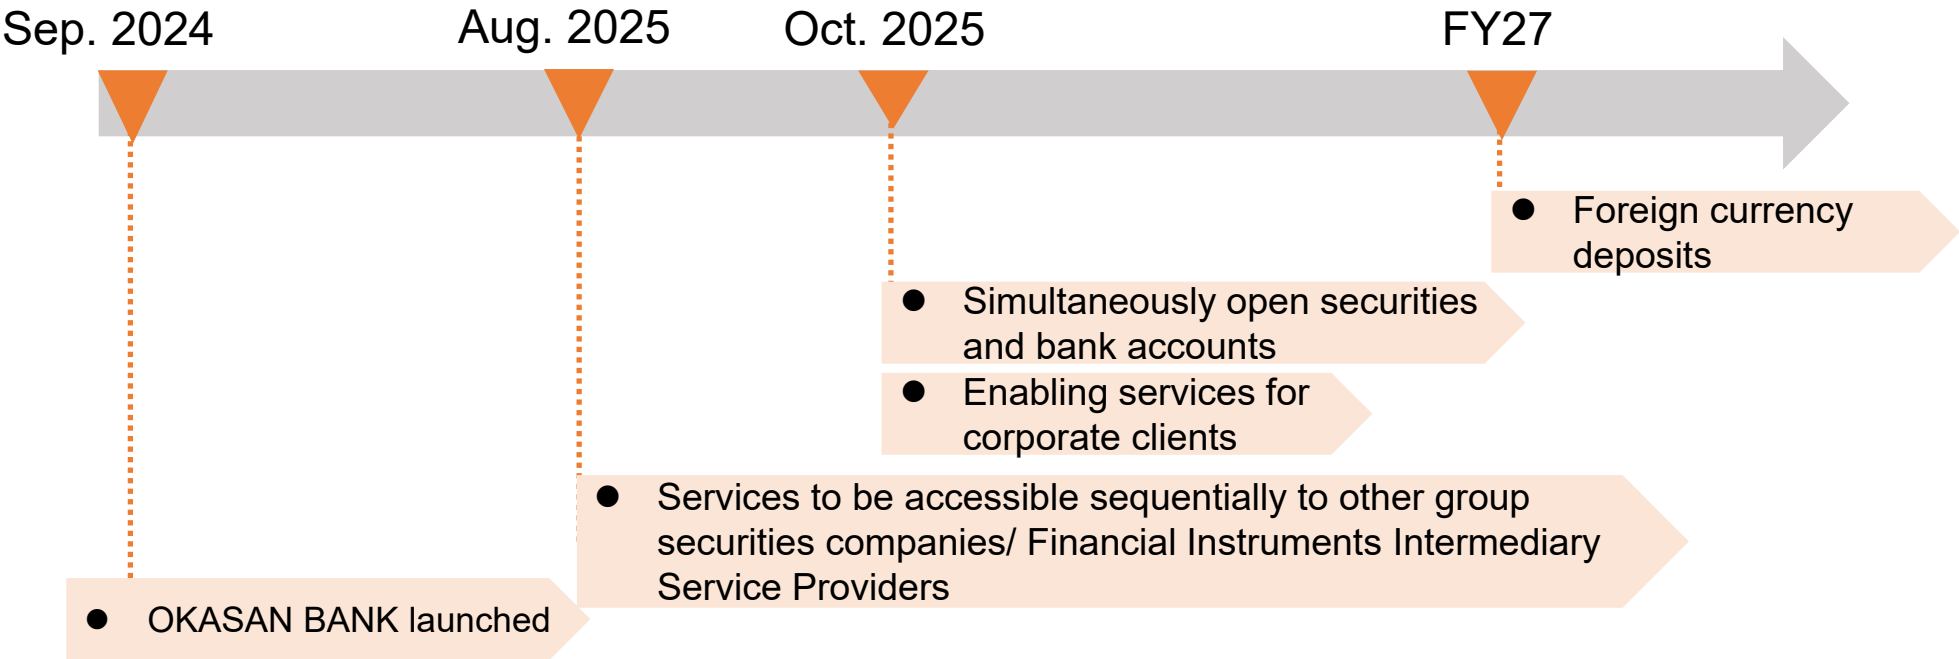 Sep. 2024
Aug. 2025
Oct. 2025
FY27
● Foreign currency
deposits
● Simultaneously open securities
and bank accounts
● Enabling services for
corporate clients
● Services to be accessible sequentially to other group
securities companies/ Financial Instruments Intermediary
Service Providers
● OKASAN BANK launched